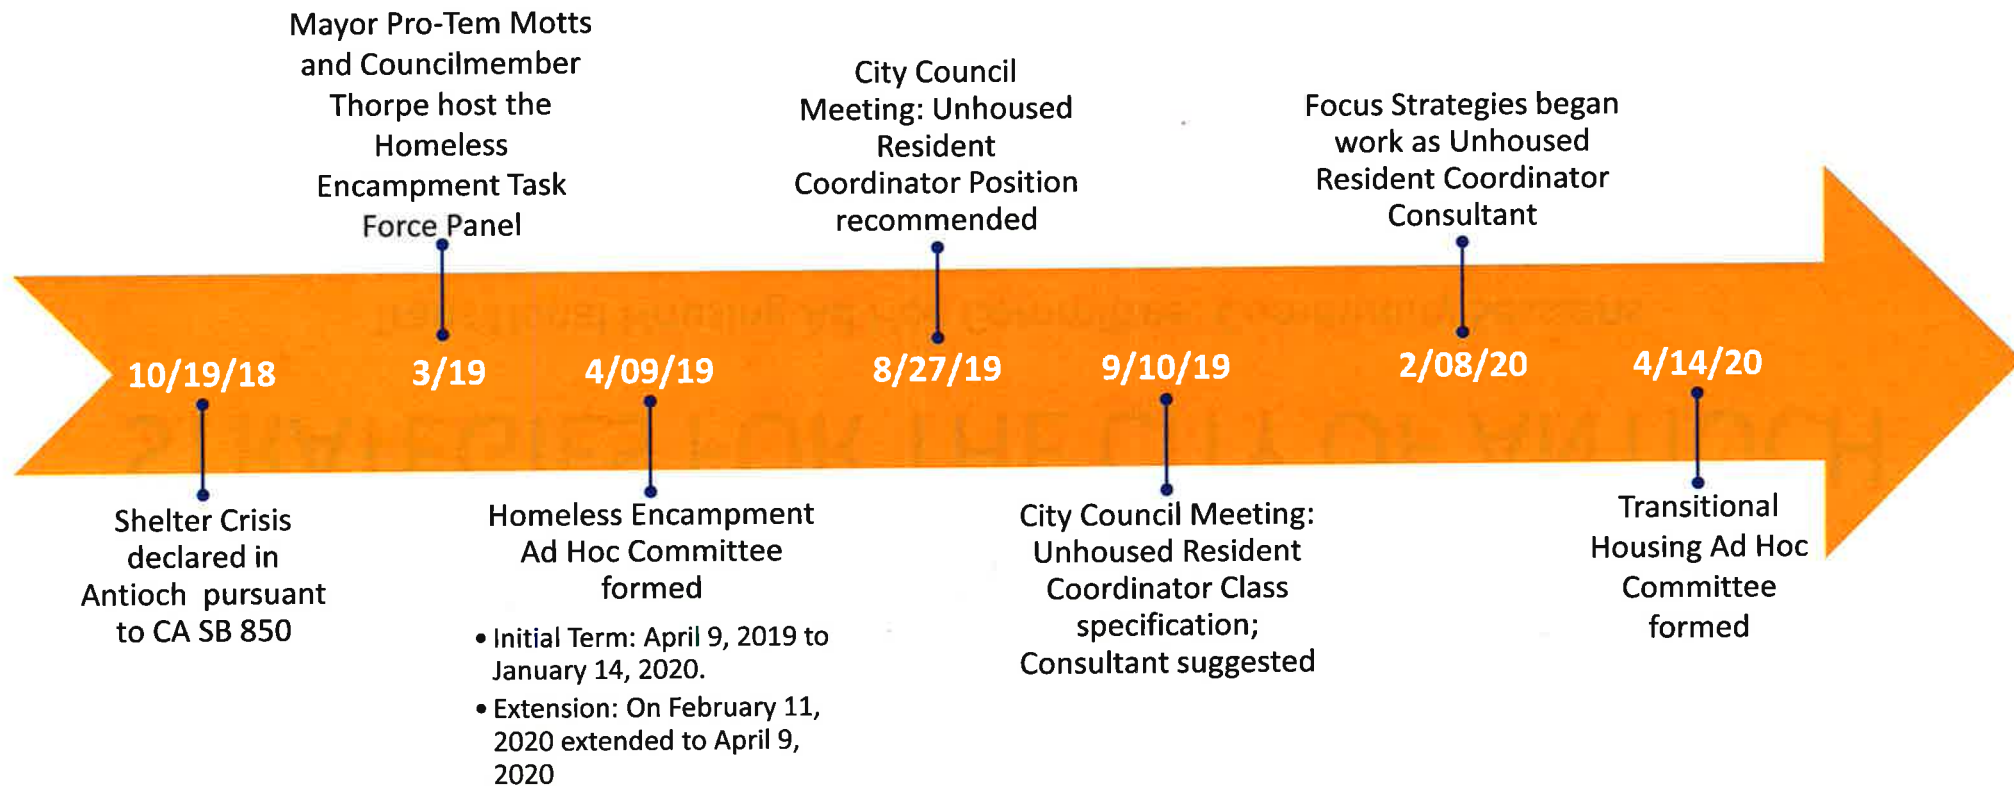 Mayor Pro-Tem Motts
and Councilmember
Thorpe host the
Homeless
Encampment Task
Force Panel
City Council
Meeting: Unhoused
Resident
Coordinator Position
recommended
Focus Strategies began
work as Unhoused
Resident Coordinator
Consultant
10/19/18
3/19
4/09/19
8/27/19
9/10/19
2/08/20
4/14/20
Shelter Crisis
declared in
Antioch pursuant
to CA SB 850
Homeless Encampment
Ad Hoc Committee
formed
• Initial Term: April 9, 2019 to
January 14, 2020.
• Extension: On February 11,
2020 extended to April 9,
2020
City Council Meeting:
Unhoused Resident
Coordinator Class
specification;
Consultant suggested
Transitional
Housing Ad Hoc
Committee
formed